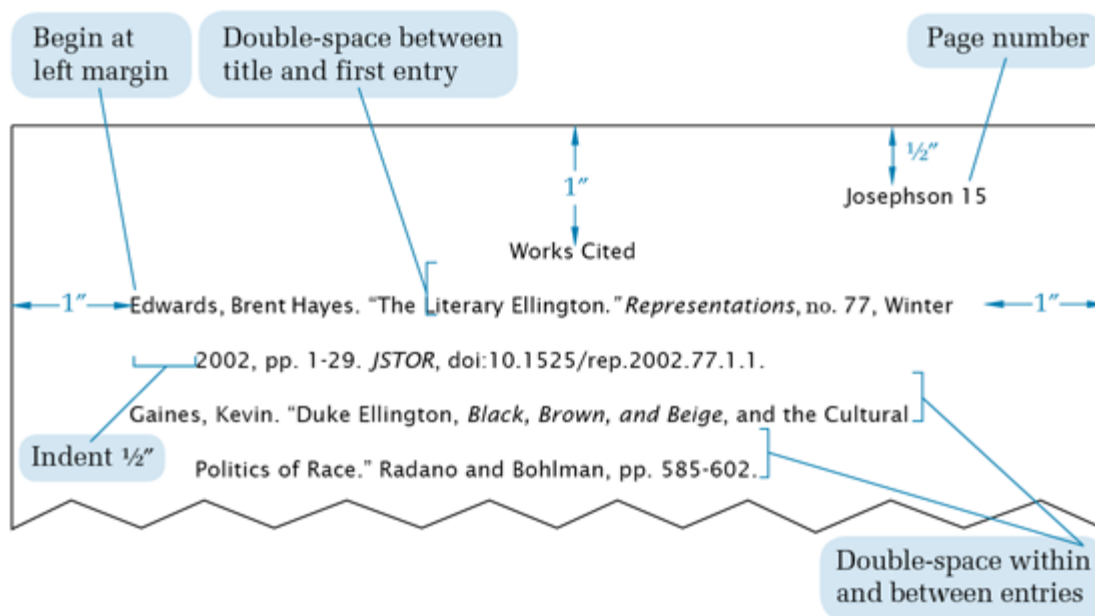 Begin at
left margin
Double-space between
title and first entry
Page number
1″
½″
Josephson 15
Works Cited
1″
Edwards, Brent Hayes. “The Literary Ellington.” Representations, no. 77, Winter
1″
2002, pp. 1-29. JSTOR, doi:10.1525/rep.2002.77.1.1.
Gaines, Kevin. “Duke Ellington, Black, Brown, and Beige, and the Cultural
Indent ½″
Politics of Race.” Radano and Bohlman, pp. 585-602.
Double-space within
and between entries